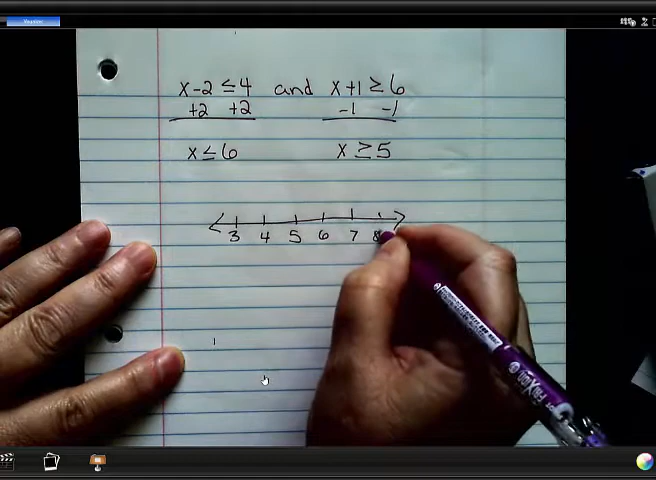 x-2 ≤ 4 and x+1 ≥ 6
+2 +2 -1 -1
x ≤ 6 x ≥ 5
3 4 5 6 7 8